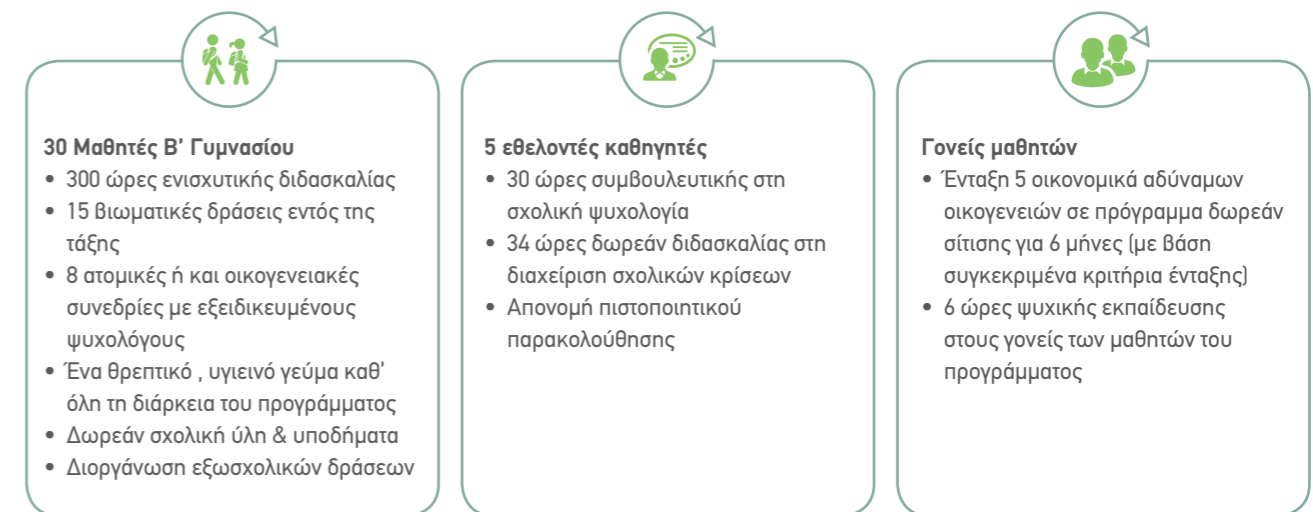 30 Μαθητές Β’ Γυμνασίου
• 300 ώρες ενισχυτικής διδασκαλίας
• 15 βιωματικές δράσεις εντός της
τάξης
• 8 ατομικές ή και οικογενειακές
συνεδρίες με εξειδικευμένους
ψυχολόγους
• Ένα θρεπτικό , υγιεινό γεύμα καθ’
όλη τη διάρκεια του προγράμματος
• Δωρεάν σχολική ύλη & υποδήματα
• Διοργάνωση εξωσχολικών δράσεων
5 εθελοντές καθηγητές
• 30 ώρες συμβουλευτικής στη
σχολική ψυχολογία
• 34 ώρες δωρεάν διδασκαλίας στη
διαχείριση σχολικών κρίσεων
• Απονομή πιστοποιητικού
παρακολούθησης
Γονείς μαθητών
• Ένταξη 5 οικονομικά αδύναμων
οικογενειών σε πρόγραμμα δωρεάν
σίτισης για 6 μήνες (με βάση
συγκεκριμένα κριτήρια ένταξης)
• 6 ώρες ψυχικής εκπαίδευσης
στους γονείς των μαθητών του
προγράμματος